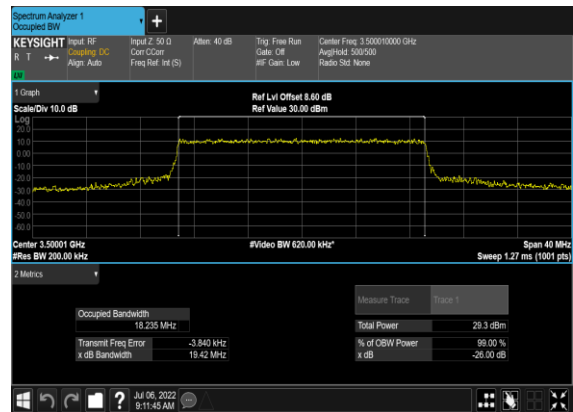 Spectrum Analyzer 1
Occupied BW
+
KEYSIGHT Input: RF Input Z: 50 Ω Atten: 40 dB Trig: Free Run Center Freq: 3.500010000 GHz
R T Coupling: DC Corr CCorr Gate: Off Avg|Hold: 500/500
Align: Auto Freq Ref: Int (S) #IF Gain: Low Radio Std: None
LW
1 Graph
Ref Lvl Offset 8.60 dB
Scale/Div 10.0 dB Ref Value 30.00 dBm
Log
20.0
10.0
0.00
-10.0
-20.0
-30.0
-40.0
-50.0
-60.0
Center 3.50001 GHz #Video BW 620.00 kHz* Span 40 MHz
#Res BW 200.00 kHz Sweep 1.27 ms (1001 pts)
2 Metrics
Measure Trace Trace 1
Occupied Bandwidth
18.235 MHz Total Power 29.3 dBm
Transmit Freq Error -3.840 kHz % of OBW Power 99.00 %
x dB Bandwidth 19.42 MHz x dB -26.00 dB
? Jul 06, 2022
9:11:45 AM